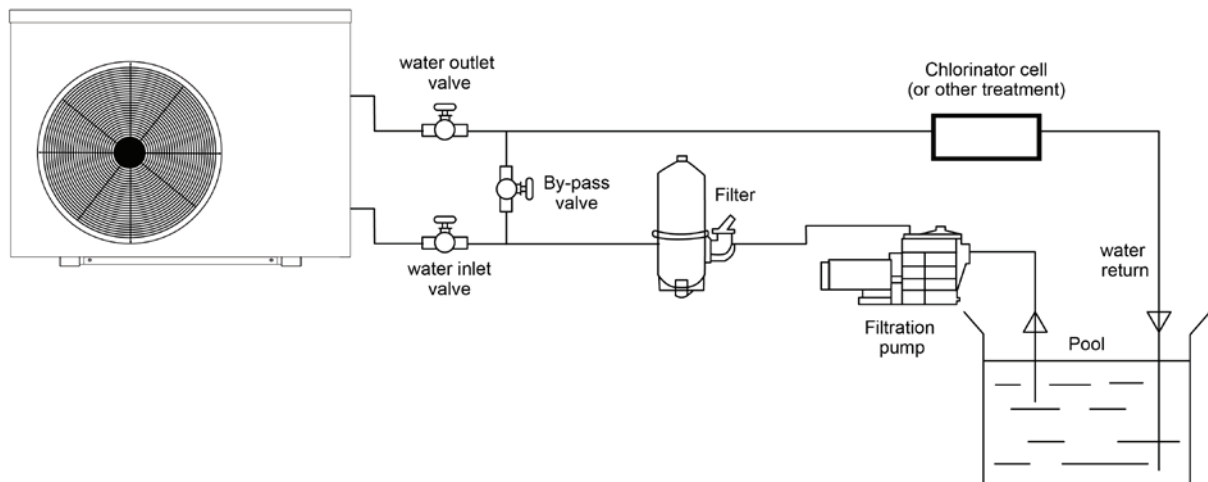 water outlet
valve
Chlorinator cell
(or other treatment)
By-pass
valve
Filter
water inlet
valve
water
return
Filtration
pump
Pool